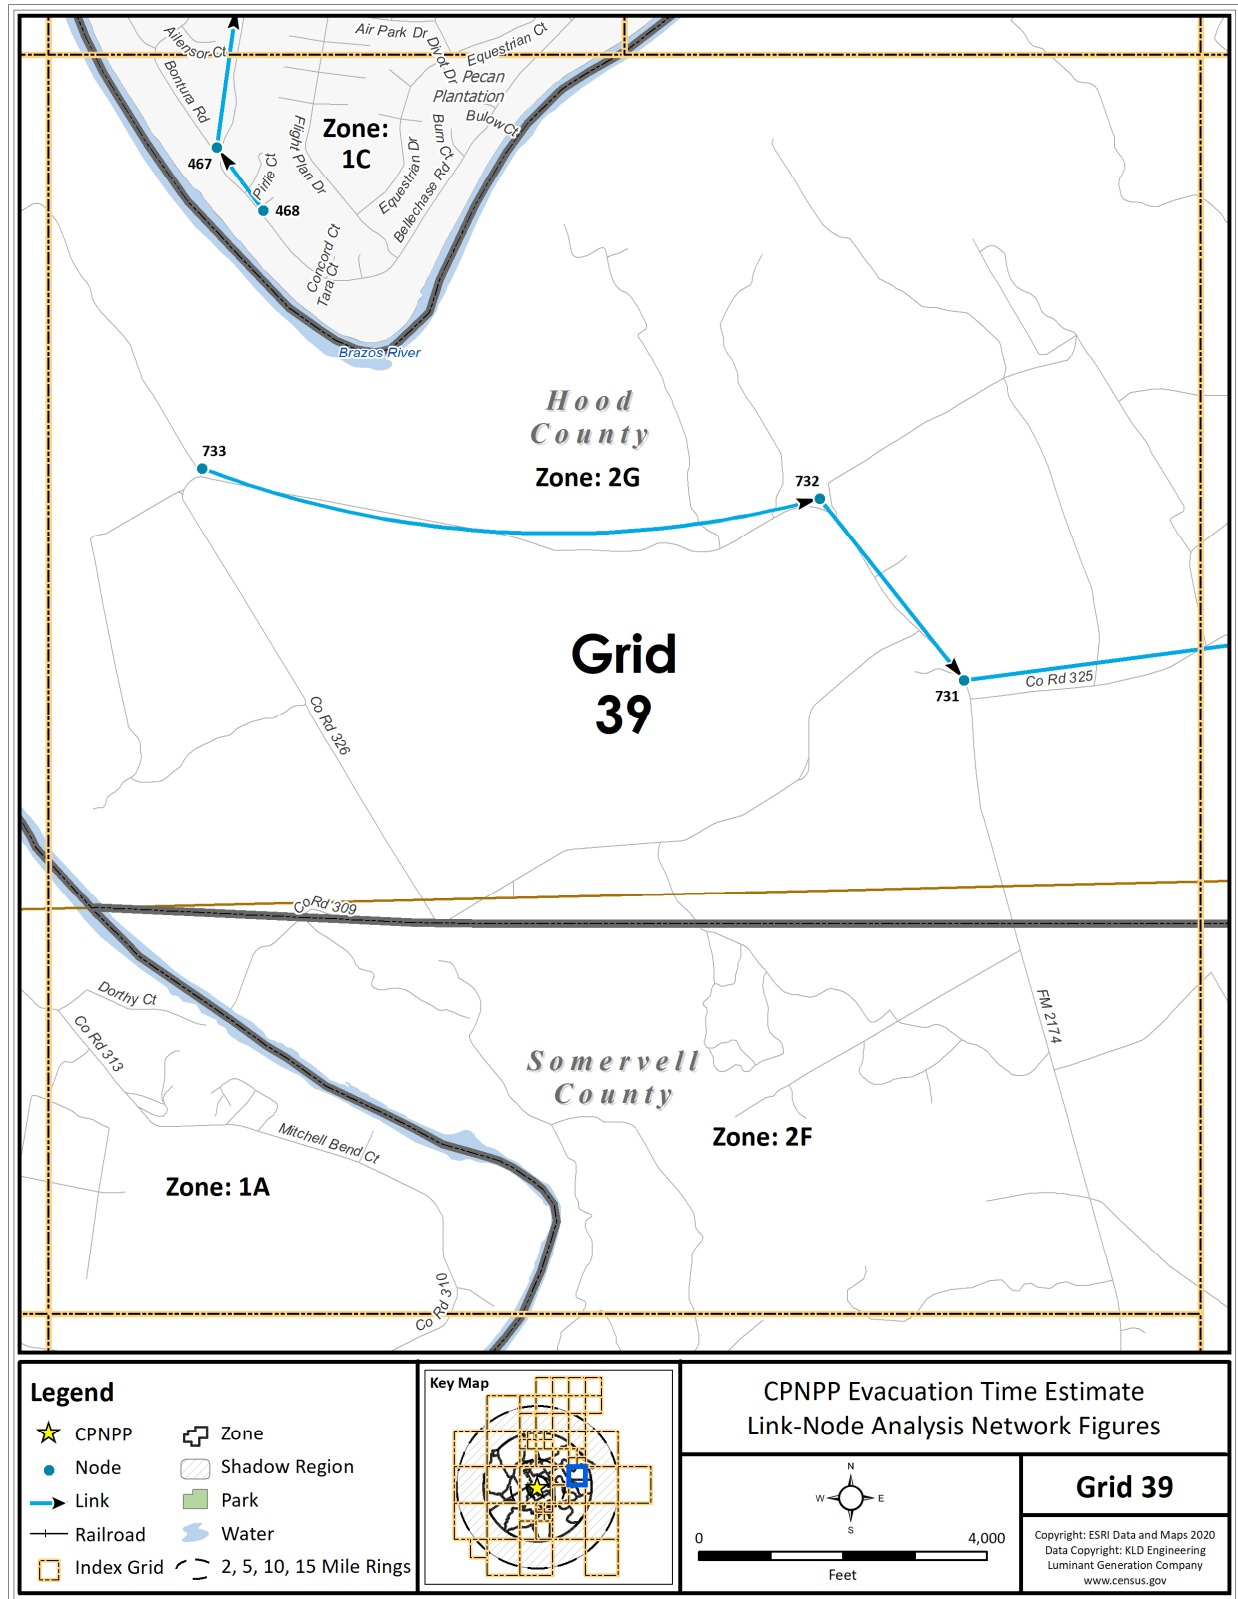 Ailensor Ct
Air Park Dr
Divot Dr
Equestrian Ct
Pecan
Plantation
Bontura Rd
Bulow Ct
Zone:
1C
Flight Plan Dr
Burn Ct
Equestrian Dr
Bellechase Rd
467
Pirie Ct
468
Concord Ct
Tara Ct
Brazos River
Hood
County
Zone: 2G
733
732
Grid
39
731
Co Rd 325
Co Rd 326
Co Rd 309
Dorthy Ct
Co Rd 313
FM 2174
Somervell
County
Mitchell Bend Ct
Zone: 2F
Zone: 1A
Co Rd 310
Legend
CPNPP
Node
Link
Railroad
Index Grid
Zone
Shadow Region
Park
Water
2, 5, 10, 15 Mile Rings
Key Map
CPNPP Evacuation Time Estimate
Link-Node Analysis Network Figures
N
W
E
S
0
4,000
Feet
Grid 39
Copyright: ESRI Data and Maps 2020
Data Copyright: KLD Engineering
Luminant Generation Company
www.census.gov